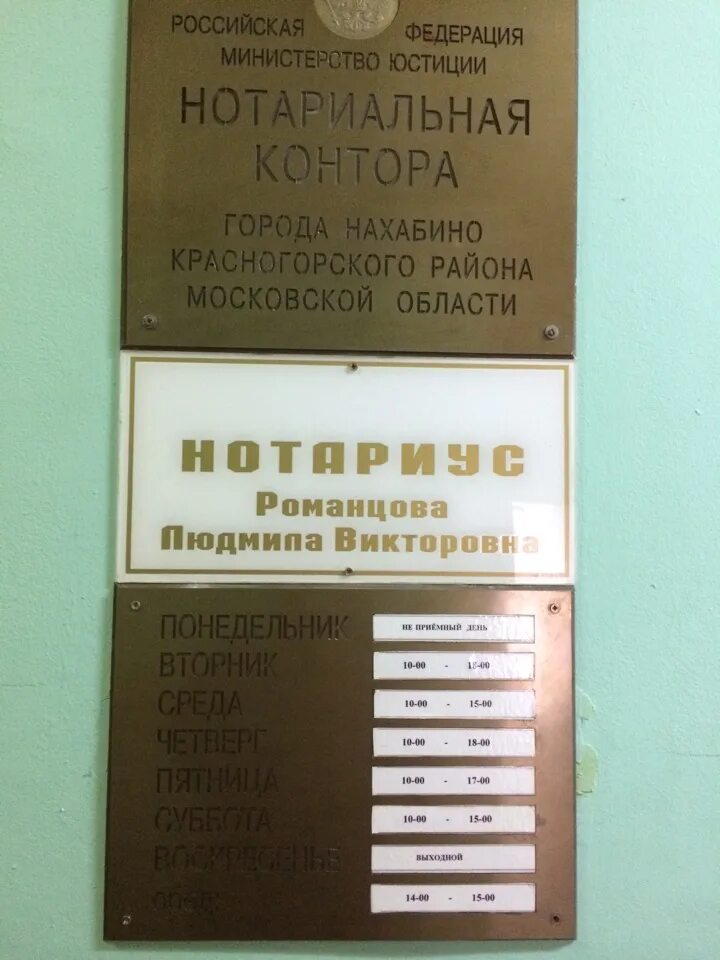 РОССИЙСКАЯ ФЕДЕРАЦИЯ
МИНИСТЕРСТВО ЮСТИЦИИ
НОТАРИАЛЬНАЯ
КОНТОРА
ГОРОДА НАХАБИНО
КРАСНОГОРСКОГО РАЙОНА
МОСКОВСКОЙ ОБЛАСТИ
НОТАРИУС
Романцова
Людмила Викторовна
ПОНЕДЕЛЬНИК НЕ ПРИЁМНЫЙ ДЕНЬ
ВТОРНИК 10-00 - 18-00
СРЕДА 10-00 - 15-00
ЧЕТВЕРГ 10-00 - 18-00
ПЯТНИЦА 10-00 - 17-00
СУББОТА 10-00 - 15-00
ВОСКРЕСЕНЬЕ ВЫХОДНОЙ
ОБЕД 14-00 - 15-00